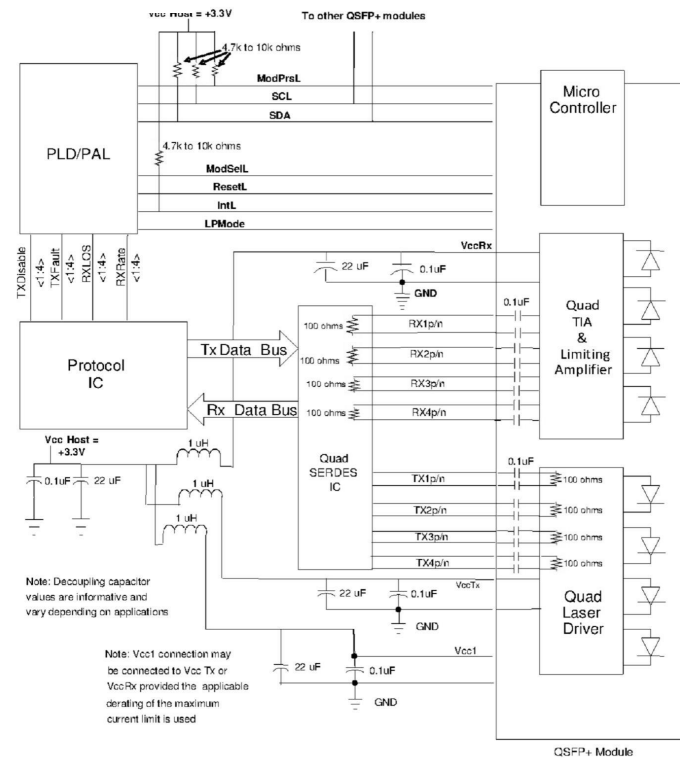 Vcc Host = +3.3V
To other QSFP+ modules
4.7k to 10k ohms
ModPrsL
SCL
SDA
PLD/PAL
4.7k to 10k ohms
ModSelL
ResetL
IntL
LPMode
Micro
Controller
TXDisable
<1:4>
TXFault
<1:4>
RXLOS
<1:4>
RXRate
<1:4>
VccRx
22 uF
0.1uF
GND
0.1uF
Quad
TIA
&
Limiting
Amplifier
100 ohms
RX1p/n
100 ohms
RX2p/n
100 ohms
RX3p/n
100 ohms
RX4p/n
Protocol
IC
Tx Data Bus
Rx Data Bus
Quad
SERDES
IC
Vcc Host =
+3.3V
0.1uF
22 uF
1 uH
1 uH
1 uH
0.1uF
TX1p/n
100 ohms
TX2p/n
100 ohms
TX3p/n
100 ohms
TX4p/n
100 ohms
VccTx
22 uF
0.1uF
GND
Quad
Laser
Driver
Note: Decoupling capacitor
values are informative and
vary depending on applications
Vcc1
22 uF
0.1uF
GND
Note: Vcc1 connection may
be connected to Vcc Tx or
VccRx provided the applicable
derating of the maximum
current limit is used
QSFP+ Module